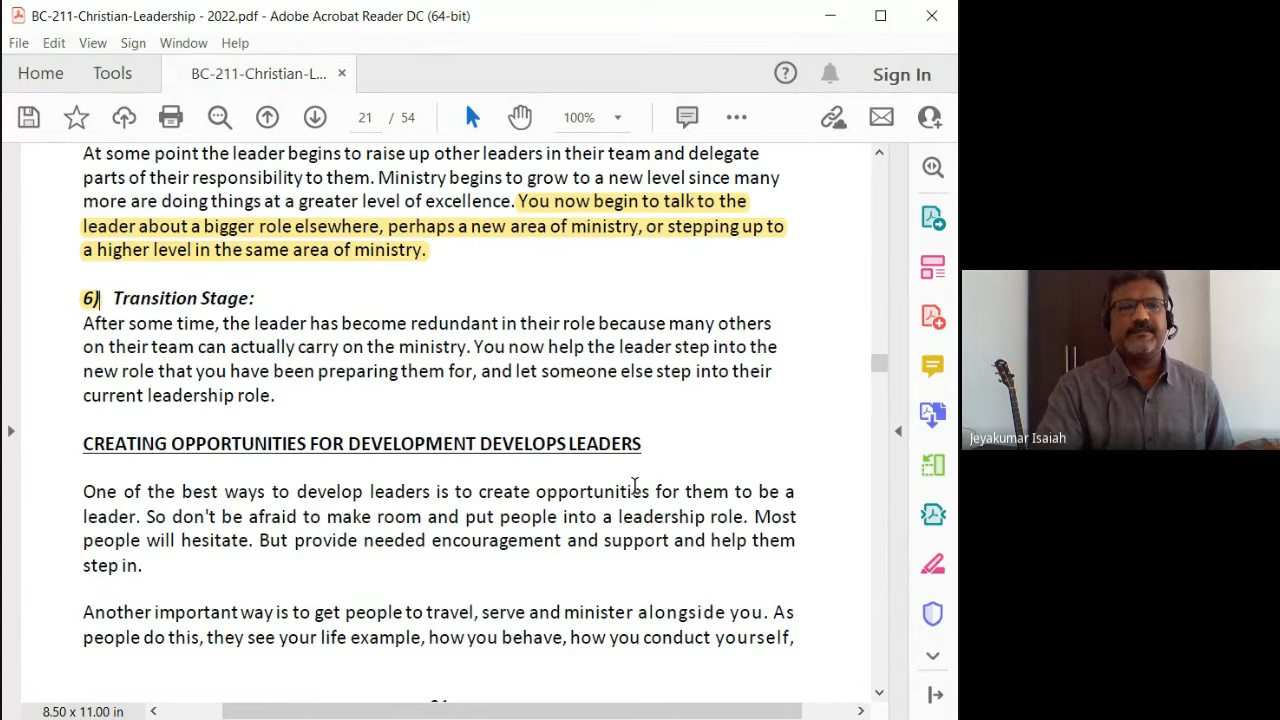 BC-211-Christian-Leadership - 2022.pdf - Adobe Acrobat Reader DC (64-bit)
File Edit View Sign Window Help
Home Tools BC-211-Christian-L... × Sign In
21 / 54 100%
At some point the leader begins to raise up other leaders in their team and delegate
parts of their responsibility to them. Ministry begins to grow to a new level since many
more are doing things at a greater level of excellence. You now begin to talk to the
leader about a bigger role elsewhere, perhaps a new area of ministry, or stepping up to
a higher level in the same area of ministry.
6) Transition Stage:
After some time, the leader has become redundant in their role because many others
on their team can actually carry on the ministry. You now help the leader step into the
new role that you have been preparing them for, and let someone else step into their
current leadership role.
CREATING OPPORTUNITIES FOR DEVELOPMENT DEVELOPS LEADERS
One of the best ways to develop leaders is to create opportunities for them to be a
leader. So don't be afraid to make room and put people into a leadership role. Most
people will hesitate. But provide needed encouragement and support and help them
step in.
Another important way is to get people to travel, serve and minister alongside you. As
people do this, they see your life example, how you behave, how you conduct yourself,
8.50 x 11.00 in
Jeyakumar Isaiah